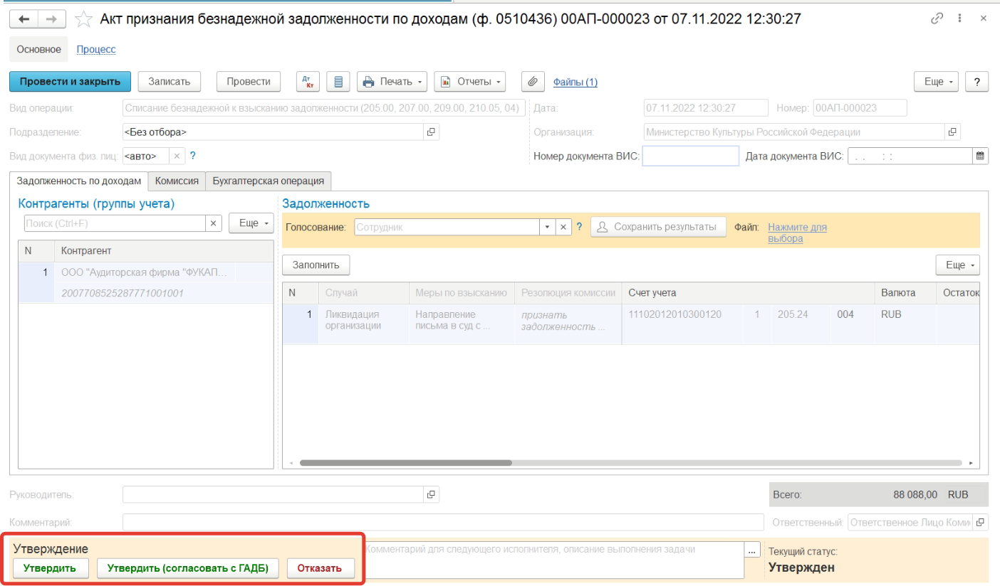 Акт признания безнадежной задолженности по доходам (ф. 0510436) 00АП-000023 от 07.11.2022 12:30:27
Основное Процесс
Провести и закрыть Записать Провести Дт Кт Печать Отчеты Файлы (1) Еще ?
Вид операции: Списание безнадежной к взысканию задолженности (205.00, 207.00, 209.00, 210.05, 04) Дата: 07.11.2022 12:30:27 Номер: 00АП-000023
Подразделение: <Без отбора> Организация: Министерство Культуры Российской Федерации
Вид документа физ. лиц: <авто> × ? Номер документа ВИС: Дата документа ВИС: . . : :
Задолженность по доходам Комиссия Бухгалтерская операция
Контрагенты (группы учета) Задолженность
Поиск (Ctrl+F) × Еще Голосование: Сотрудник × ? Сохранить результаты Файл: Нажмите для
выбора
N Контрагент
Заполнить Еще
1 ООО "Аудиторская фирма "ФУКАП...
2007708525287771001001
N Случай Меры по взысканию Резолюция комиссии Счет учета Валюта Остаток
1 Ликвидация Направление признать 11102012010300120 1 205.24 004 RUB
организации письма в суд с ... задолженность ...
Руководитель: Всего: 88 088,00 RUB
Комментарий: Ответственный: Ответственное Лицо Коми
Утверждение Комментарий для следующего исполнителя, описание выполнения задачи ... Текущий статус:
Утвердить Утвердить (согласовать с ГАДБ) Отказать Утвержден